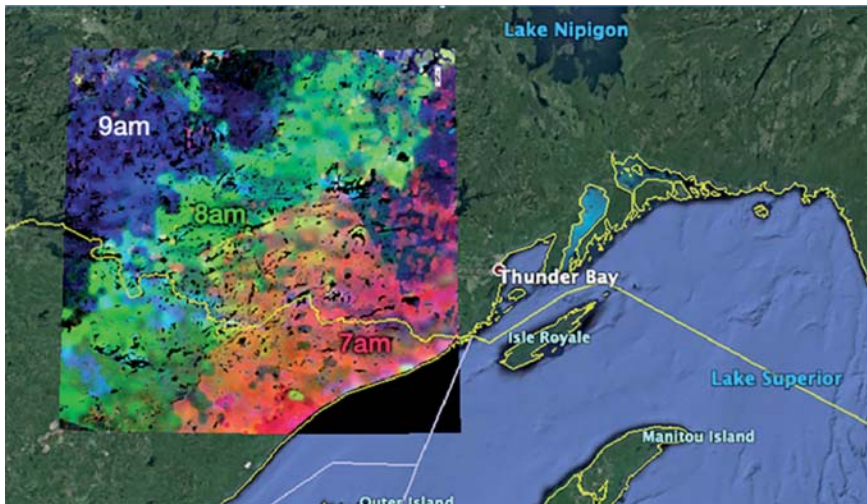 Lake Nipigon
9am
8am
Thunder Bay
7am
Isle Royale
Lake Superior
Manitou Island
Outer Island